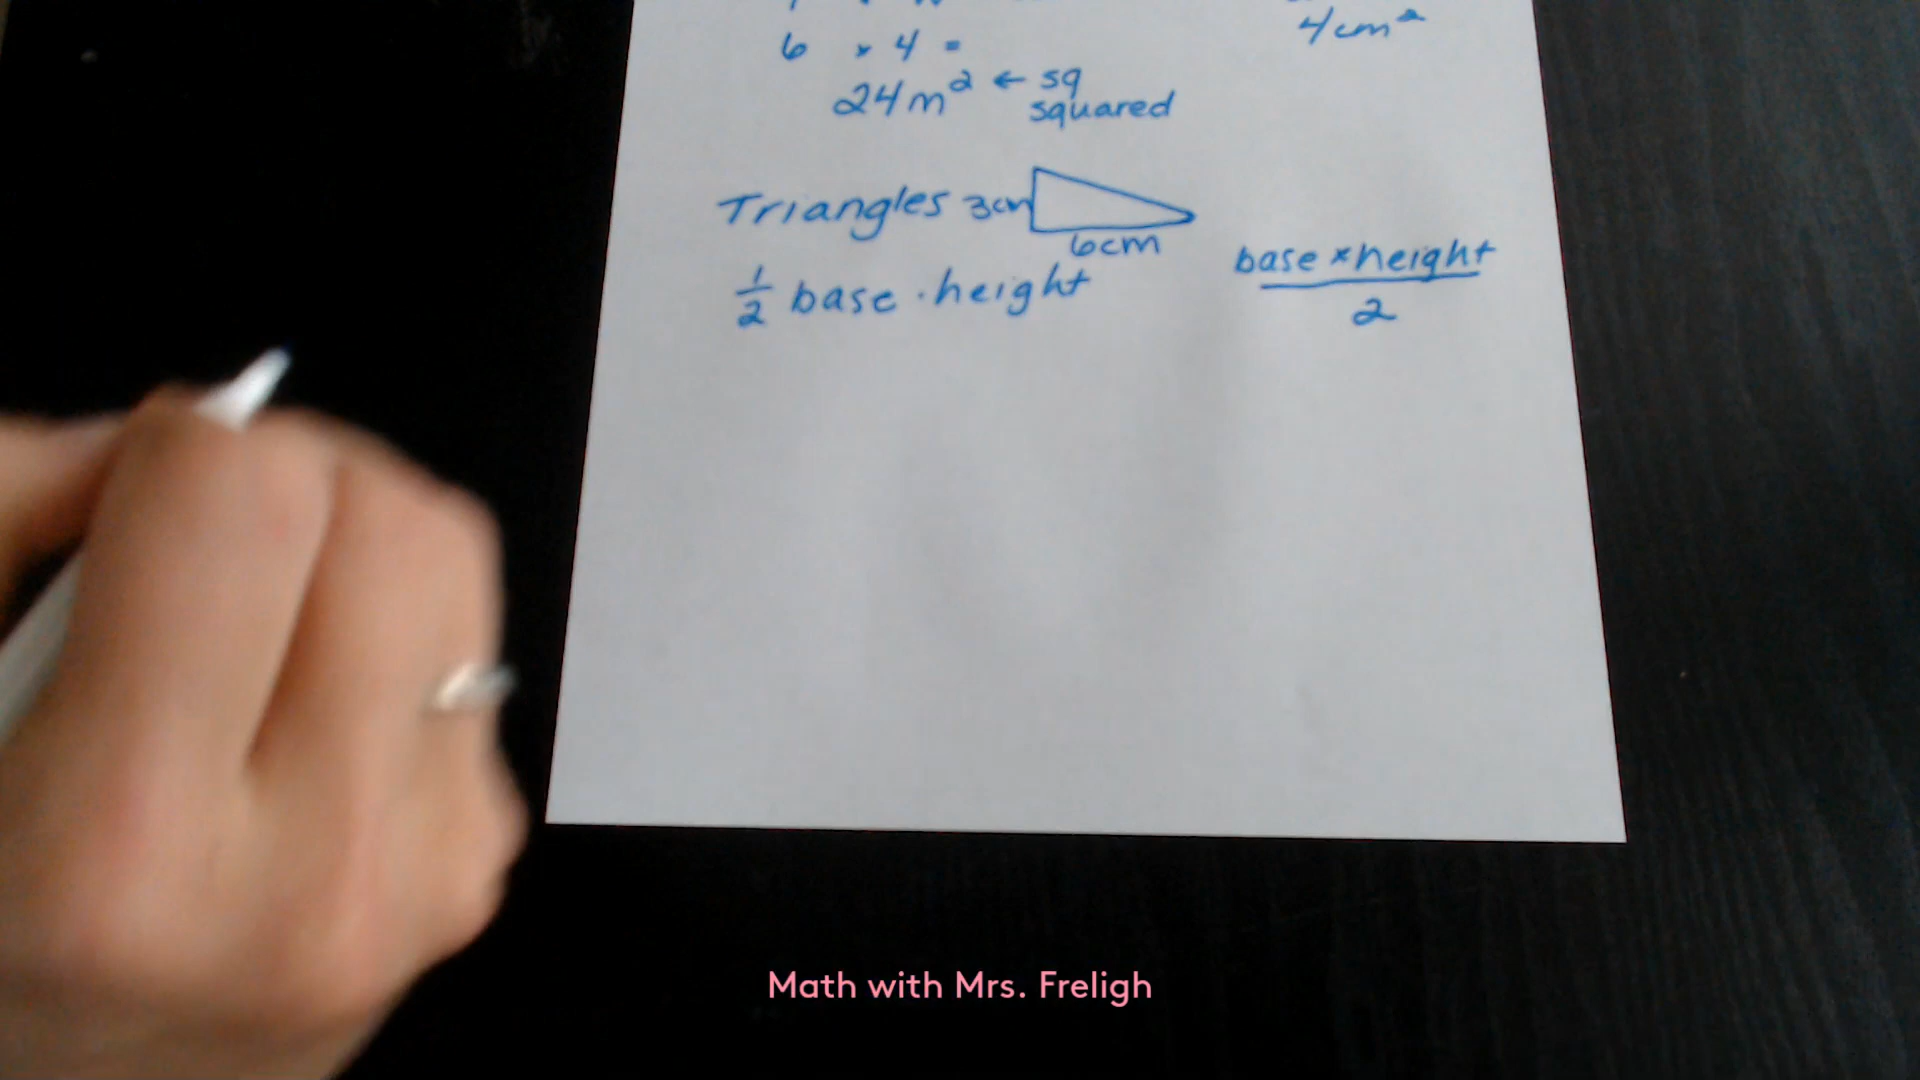 6 × 4 =
4cm²
24m² ← sq
squared
Triangles 3cm
6cm
base × height
2
1/2 base · height
Math with Mrs. Freligh